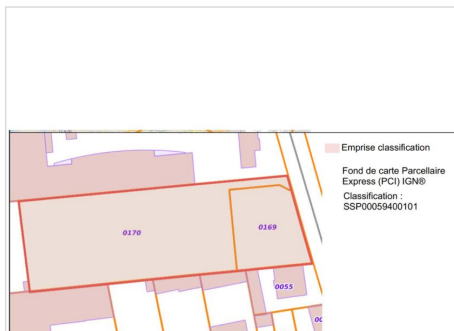 Emprise classification
Fond de carte Parcellaire
Express (PCI) IGN®
Classification :
SSP00059400101
0170
0169
0055